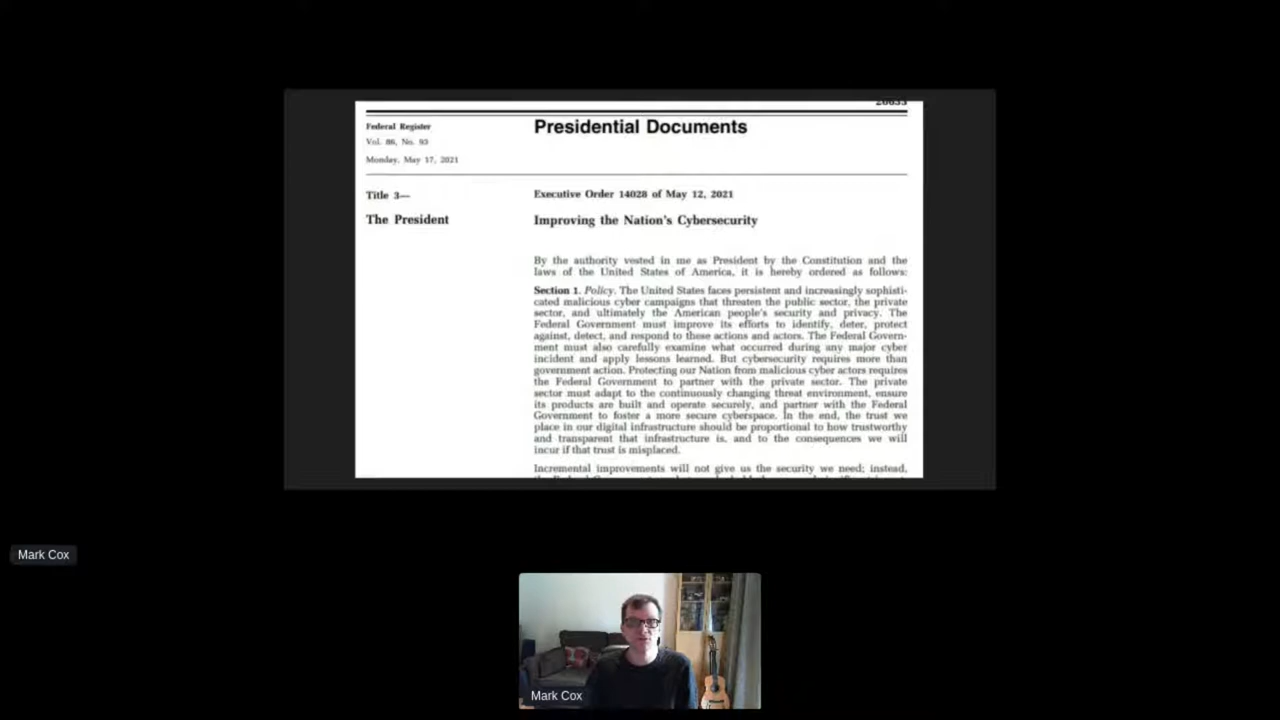 Federal Register
Vol. 86, No. 93
Monday, May 17, 2021
Presidential Documents
Title 3—
The President
Executive Order 14028 of May 12, 2021
Improving the Nation's Cybersecurity
By the authority vested in me as President by the Constitution and the
laws of the United States of America, it is hereby ordered as follows:
Section 1. Policy. The United States faces persistent and increasingly sophisti-
cated malicious cyber campaigns that threaten the public sector, the private
sector, and ultimately the American people's security and privacy. The
Federal Government must improve its efforts to identify, deter, protect
against, detect, and respond to these actions and actors. The Federal Govern-
ment must also carefully examine what occurred during any major cyber
incident and apply lessons learned. But cybersecurity requires more than
government action. Protecting our Nation from malicious cyber actors requires
the Federal Government to partner with the private sector. The private
sector must adapt to the continuously changing threat environment, ensure
its products are built and operate securely, and partner with the Federal
Government to foster a more secure cyberspace. In the end, the trust we
place in our digital infrastructure should be proportional to how trustworthy
and transparent that infrastructure is, and to the consequences we will
incur if that trust is misplaced.
Incremental improvements will not give us the security we need; instead,
Mark Cox
Mark Cox